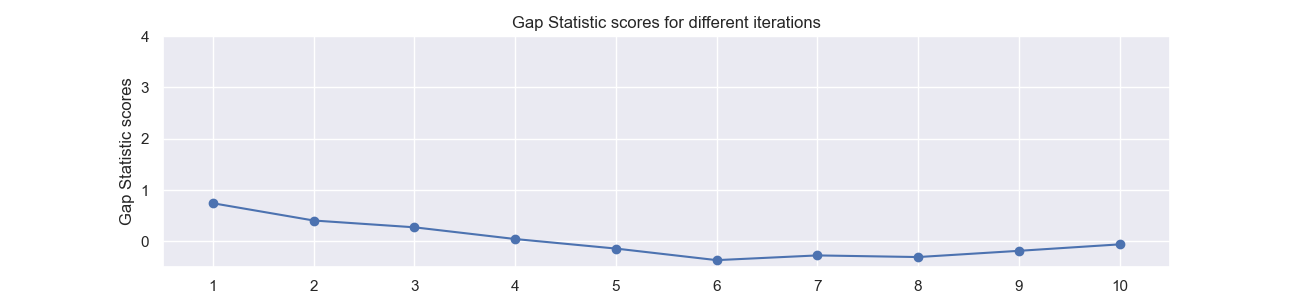 Gap Statistic scores for different iterations
Gap Statistic scores
4
3
2
1
0
1 2 3 4 5 6 7 8 9 10